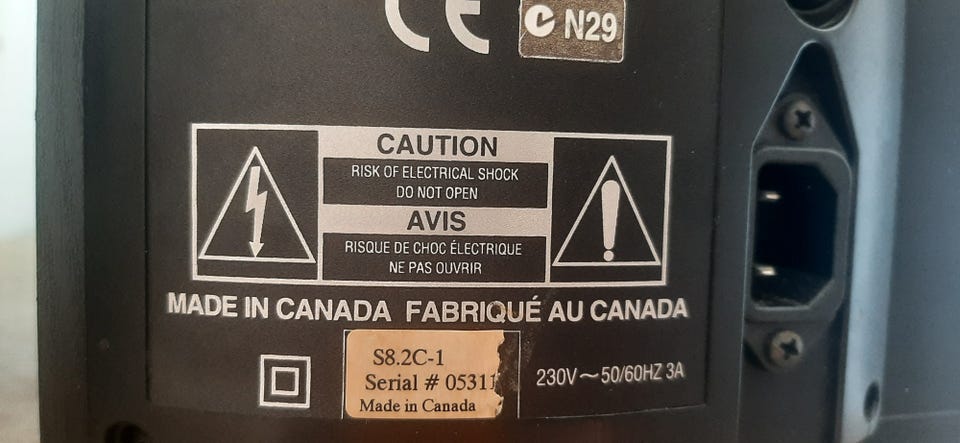 CE
N29
CAUTION
RISK OF ELECTRICAL SHOCK
DO NOT OPEN
AVIS
RISQUE DE CHOC ÉLECTRIQUE
NE PAS OUVRIR
MADE IN CANADA FABRIQUÉ AU CANADA
S8.2C-1
Serial # 05311
Made in Canada
230V～50/60HZ 3A